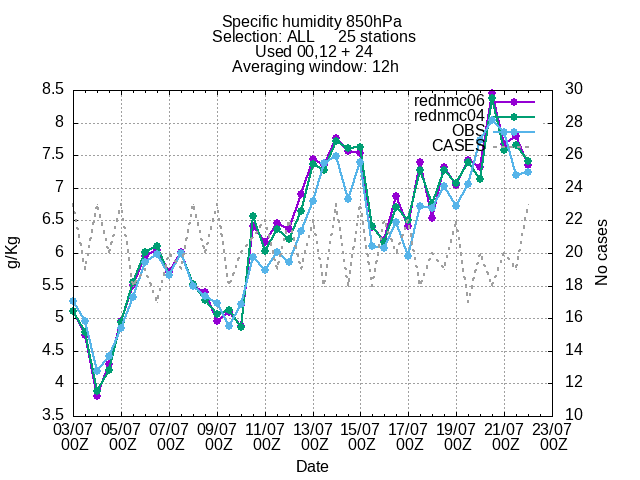 Specific humidity 850hPa
Selection: ALL 25 stations
Used 00,12 + 24
Averaging window: 12h
8.5
8
7.5
7
6.5
6
5.5
5
4.5
4
3.5
g/Kg
rednmc06
rednmc04
OBS
CASES
30
28
26
24
22
20
18
16
14
12
10
No cases
03/07 05/07 07/07 09/07 11/07 13/07 15/07 17/07 19/07 21/07 23/07
00Z 00Z 00Z 00Z 00Z 00Z 00Z 00Z 00Z 00Z 00Z
Date